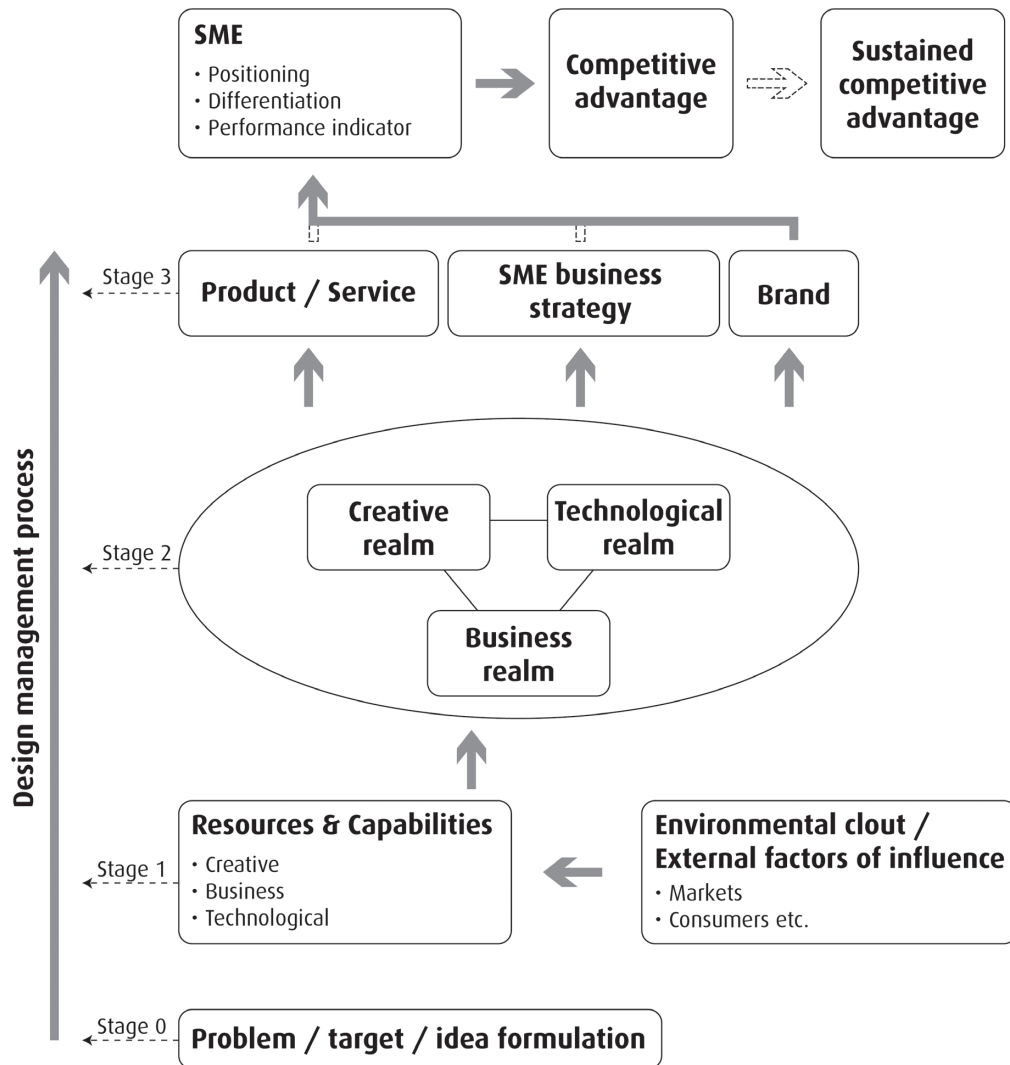 SME
· Positioning
· Differentiation
· Performance indicator
Competitive
advantage
Sustained
competitive
advantage
Design management process
Stage 3
Product / Service
SME business
strategy
Brand
Stage 2
Creative
realm
Technological
realm
Business
realm
Stage 1
Resources & Capabilities
· Creative
· Business
· Technological
Environmental clout /
External factors of influence
· Markets
· Consumers etc.
Stage 0
Problem / target / idea formulation